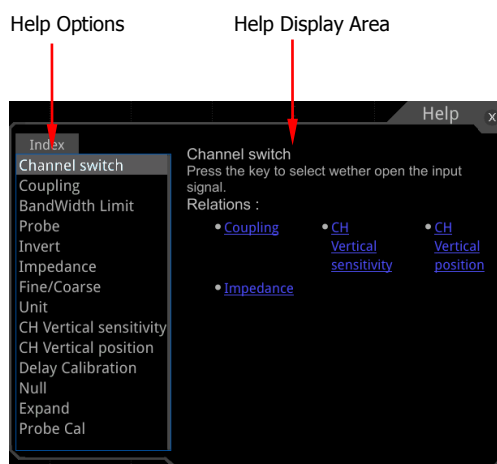 Help Options
Help Display Area
Help x
Index
Channel switch
Coupling
BandWidth Limit
Probe
Invert
Impedance
Fine/Coarse
Unit
CH Vertical sensitivity
CH Vertical position
Delay Calibration
Null
Expand
Probe Cal
Channel switch
Press the key to select wether open the input
signal.
Relations :
Coupling
CH
Vertical
sensitivity
CH
Vertical
position
Impedance